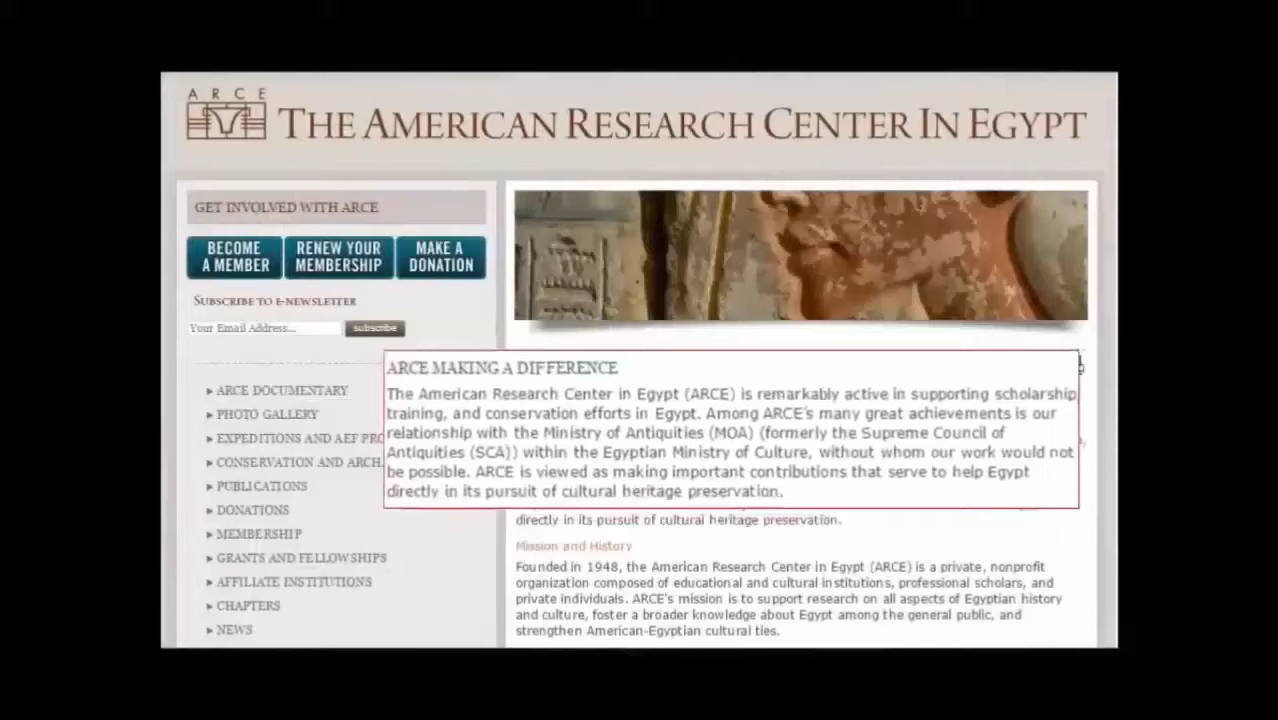 ARCE
THE AMERICAN RESEARCH CENTER IN EGYPT
GET INVOLVED WITH ARCE
BECOME
A MEMBER
RENEW YOUR
MEMBERSHIP
MAKE A
DONATION
SUBSCRIBE TO E-NEWSLETTER
Your Email Address...
subscribe
ARCE DOCUMENTARY
PHOTO GALLERY
EXPEDITIONS AND AEF PRO
CONSERVATION AND ARCH
PUBLICATIONS
DONATIONS
MEMBERSHIP
GRANTS AND FELLOWSHIPS
AFFILIATE INSTITUTIONS
CHAPTERS
NEWS
ARCE MAKING A DIFFERENCE
The American Research Center in Egypt (ARCE) is remarkably active in supporting scholarship
training, and conservation efforts in Egypt. Among ARCE's many great achievements is our
relationship with the Ministry of Antiquities (MOA) (formerly the Supreme Council of
Antiquities (SCA)) within the Egyptian Ministry of Culture, without whom our work would not
be possible. ARCE is viewed as making important contributions that serve to help Egypt
directly in its pursuit of cultural heritage preservation.
directly in its pursuit of cultural heritage preservation.
Mission and History
Founded in 1948, the American Research Center in Egypt (ARCE) is a private, nonprofit
organization composed of educational and cultural institutions, professional scholars, and
private individuals. ARCE's mission is to support research on all aspects of Egyptian history
and culture, foster a broader knowledge about Egypt among the general public, and
strengthen American-Egyptian cultural ties.